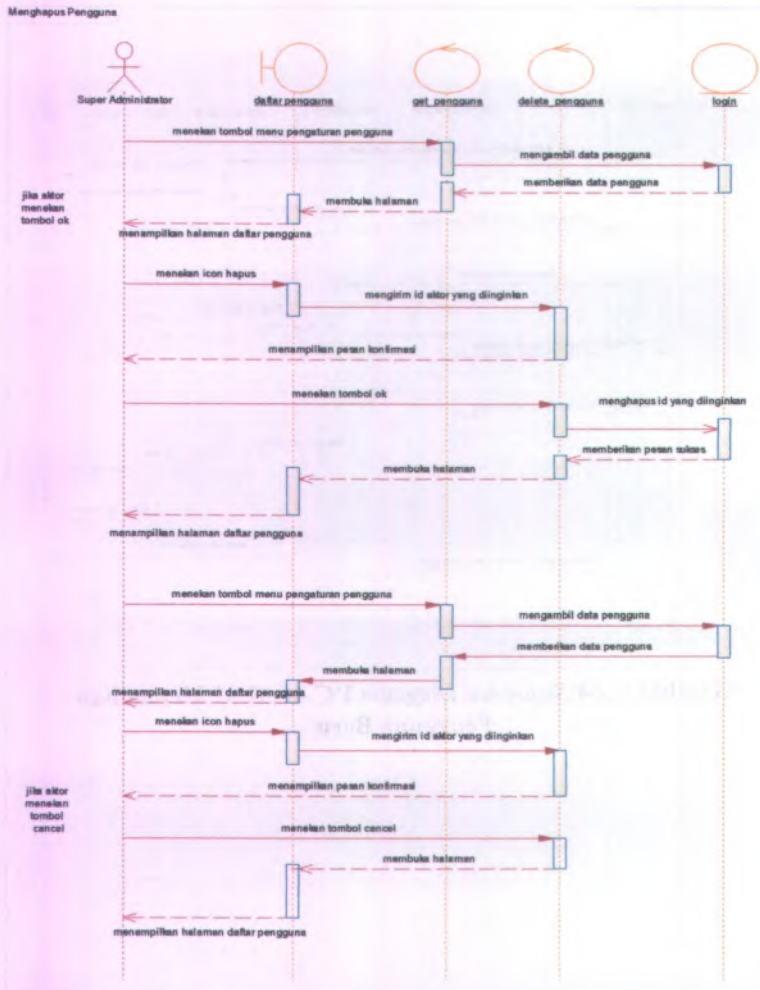 Menghapus Pengguna
Super Administrator
daftar pengguna
get_pengguna
delete_pengguna
login
menekan tombol menu pengaturan pengguna
mengambil data pengguna
memberikan data pengguna
jika aktor
menekan
tombol ok
membuka halaman
menampilkan halaman daftar pengguna
menekan icon hapus
mengirim id aktor yang diinginkan
menampilkan pesan konfirmasi
menekan tombol ok
menghapus id yang diinginkan
memberikan pesan sukses
membuka halaman
menampilkan halaman daftar pengguna
menekan tombol menu pengaturan pengguna
mengambil data pengguna
memberikan data pengguna
membuka halaman
menampilkan halaman daftar pengguna
menekan icon hapus
mengirim id aktor yang diinginkan
jika aktor
menekan
tombol
cancel
menampilkan pesan konfirmasi
menekan tombol cancel
membuka halaman
menampilkan halaman daftar pengguna